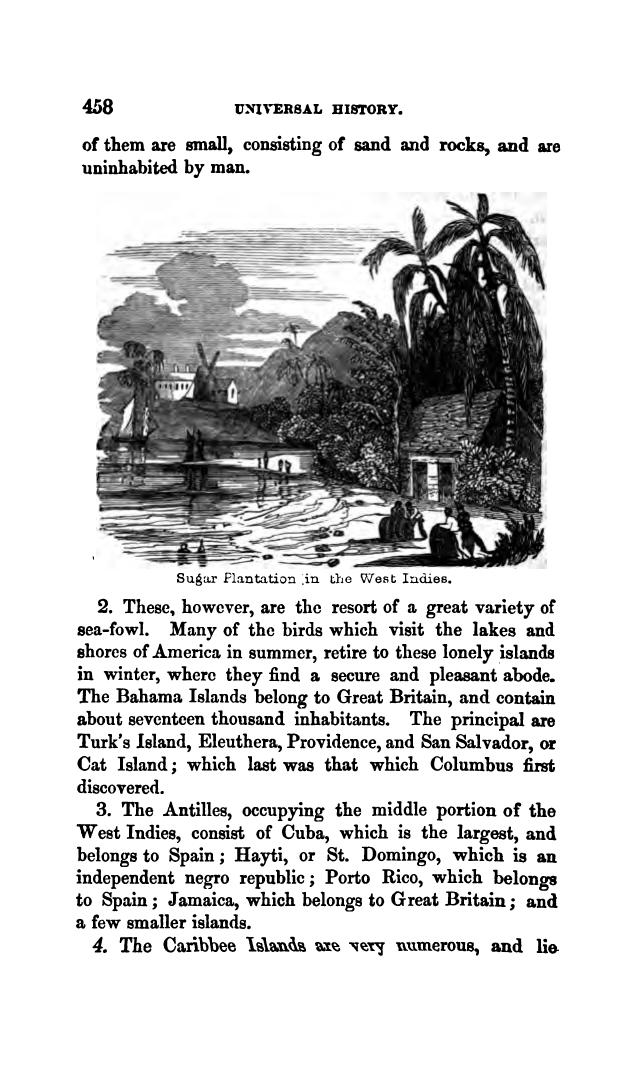 458 UNIVERSAL HISTORY.
of them are small, consisting of sand and rocks, and are
uninhabited by man.
Sugar Plantation in the West Indies.
2. These, however, are the resort of a great variety of
sea-fowl. Many of the birds which visit the lakes and
shores of America in summer, retire to these lonely islands
in winter, where they find a secure and pleasant abode.
The Bahama Islands belong to Great Britain, and contain
about seventeen thousand inhabitants. The principal are
Turk's Island, Eleuthera, Providence, and San Salvador, or
Cat Island; which last was that which Columbus first
discovered.
3. The Antilles, occupying the middle portion of the
West Indies, consist of Cuba, which is the largest, and
belongs to Spain; Hayti, or St. Domingo, which is an
independent negro republic; Porto Rico, which belongs
to Spain; Jamaica, which belongs to Great Britain; and
a few smaller islands.
4. The Caribbee Islands are very numerous, and lie